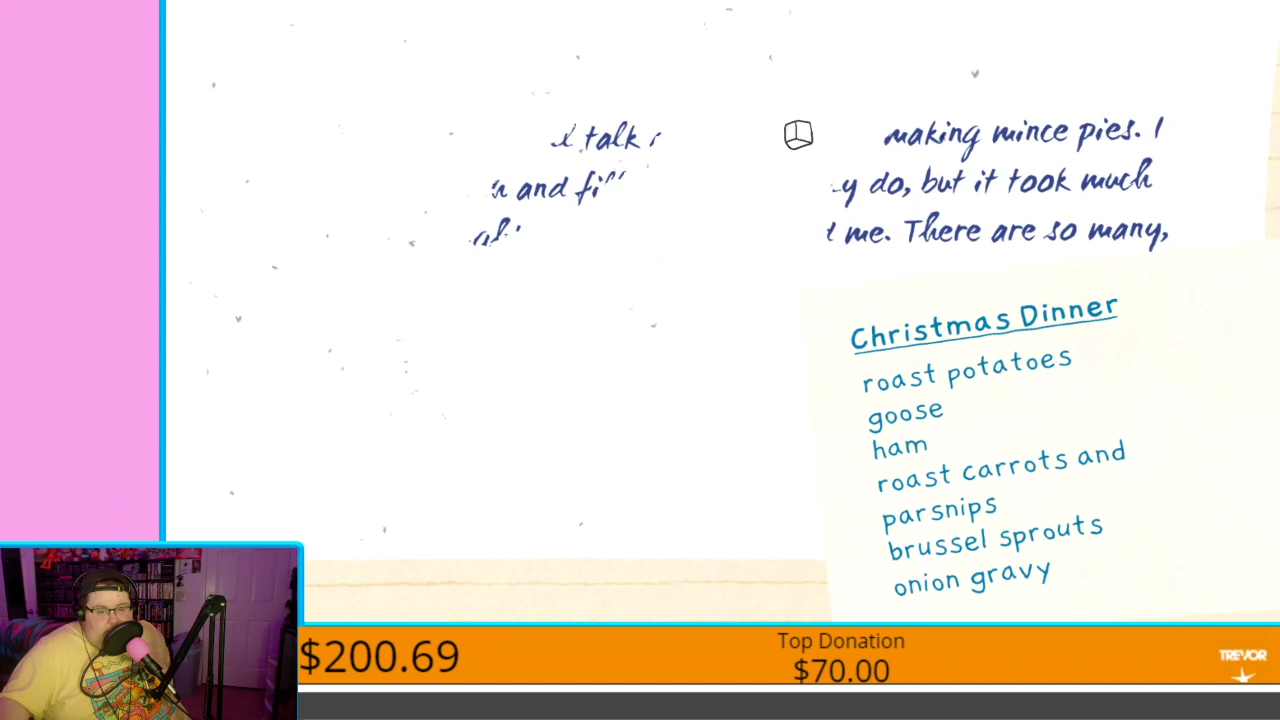 talk making mince pies. I
and do, but it took much
me. There are so many,
Christmas Dinner
roast potatoes
goose
ham
roast carrots and
parsnips
brussel sprouts
onion gravy
$200.69
Top Donation
$70.00
TREVOR